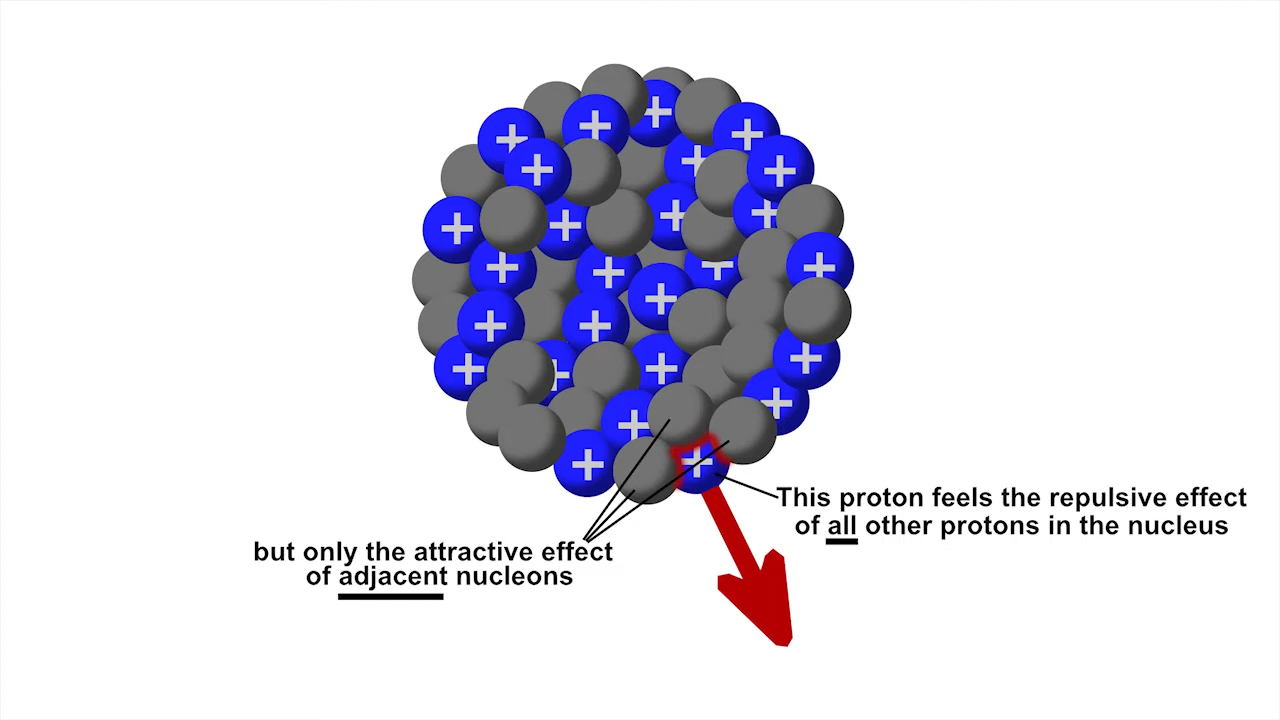 This proton feels the repulsive effect
of all other protons in the nucleus
but only the attractive effect
of adjacent nucleons